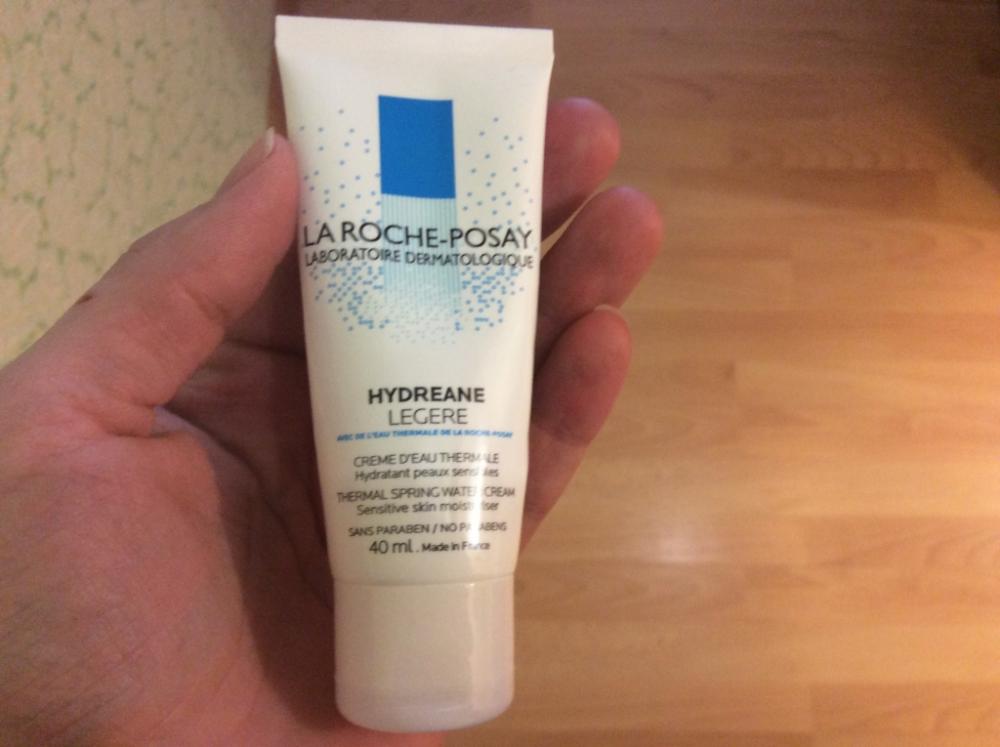 LA ROCHE-POSAY
LABORATOIRE DERMATOLOGIQUE
HYDREANE
LEGERE
AVEC DE L'EAU THERMALE DE LA ROCHE-POSAY
CREME D'EAU THERMALE
Hydratant peaux sensibles
THERMAL SPRING WATER CREAM
Sensitive skin moisturiser
SANS PARABEN / NO PARABENS
40 ml . Made in France